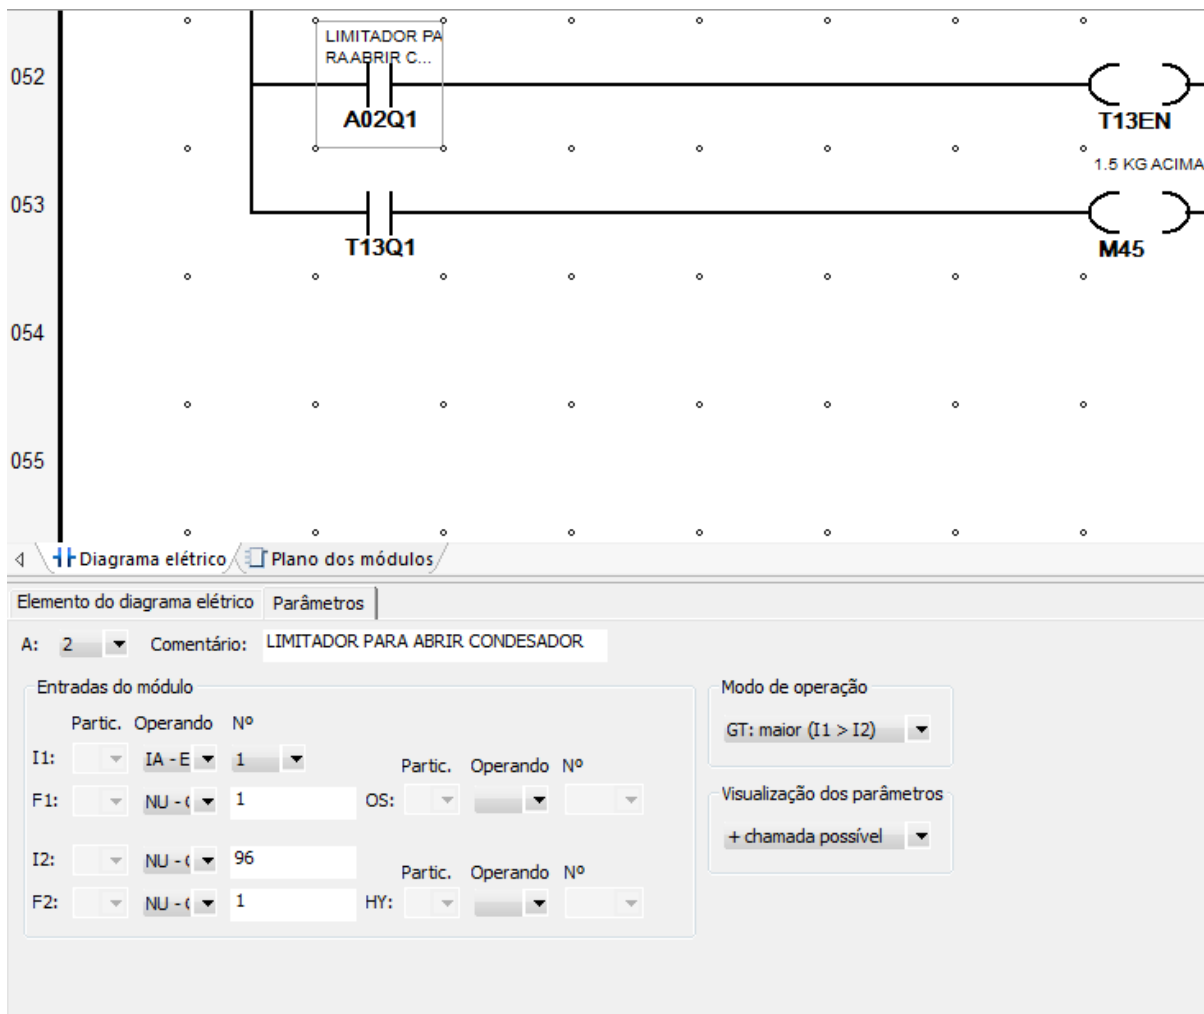 LIMITADOR PA
RAABRIR C...
052
A02Q1
T13EN
1.5 KG ACIMA
053
T13Q1
M45
054
055
Diagrama elétrico
Plano dos módulos
Elemento do diagrama elétrico
Parâmetros
A: 2 Comentário: LIMITADOR PARA ABRIR CONDESADOR
Entradas do módulo
Modo de operação
Partic. Operando Nº
GT: maior (I1 > I2)
I1: IA - E 1
Partic. Operando Nº
F1: NU - 1
OS:
Visualização dos parâmetros
+ chamada possível
I2: NU - 96
Partic. Operando Nº
F2: NU - 1
HY: